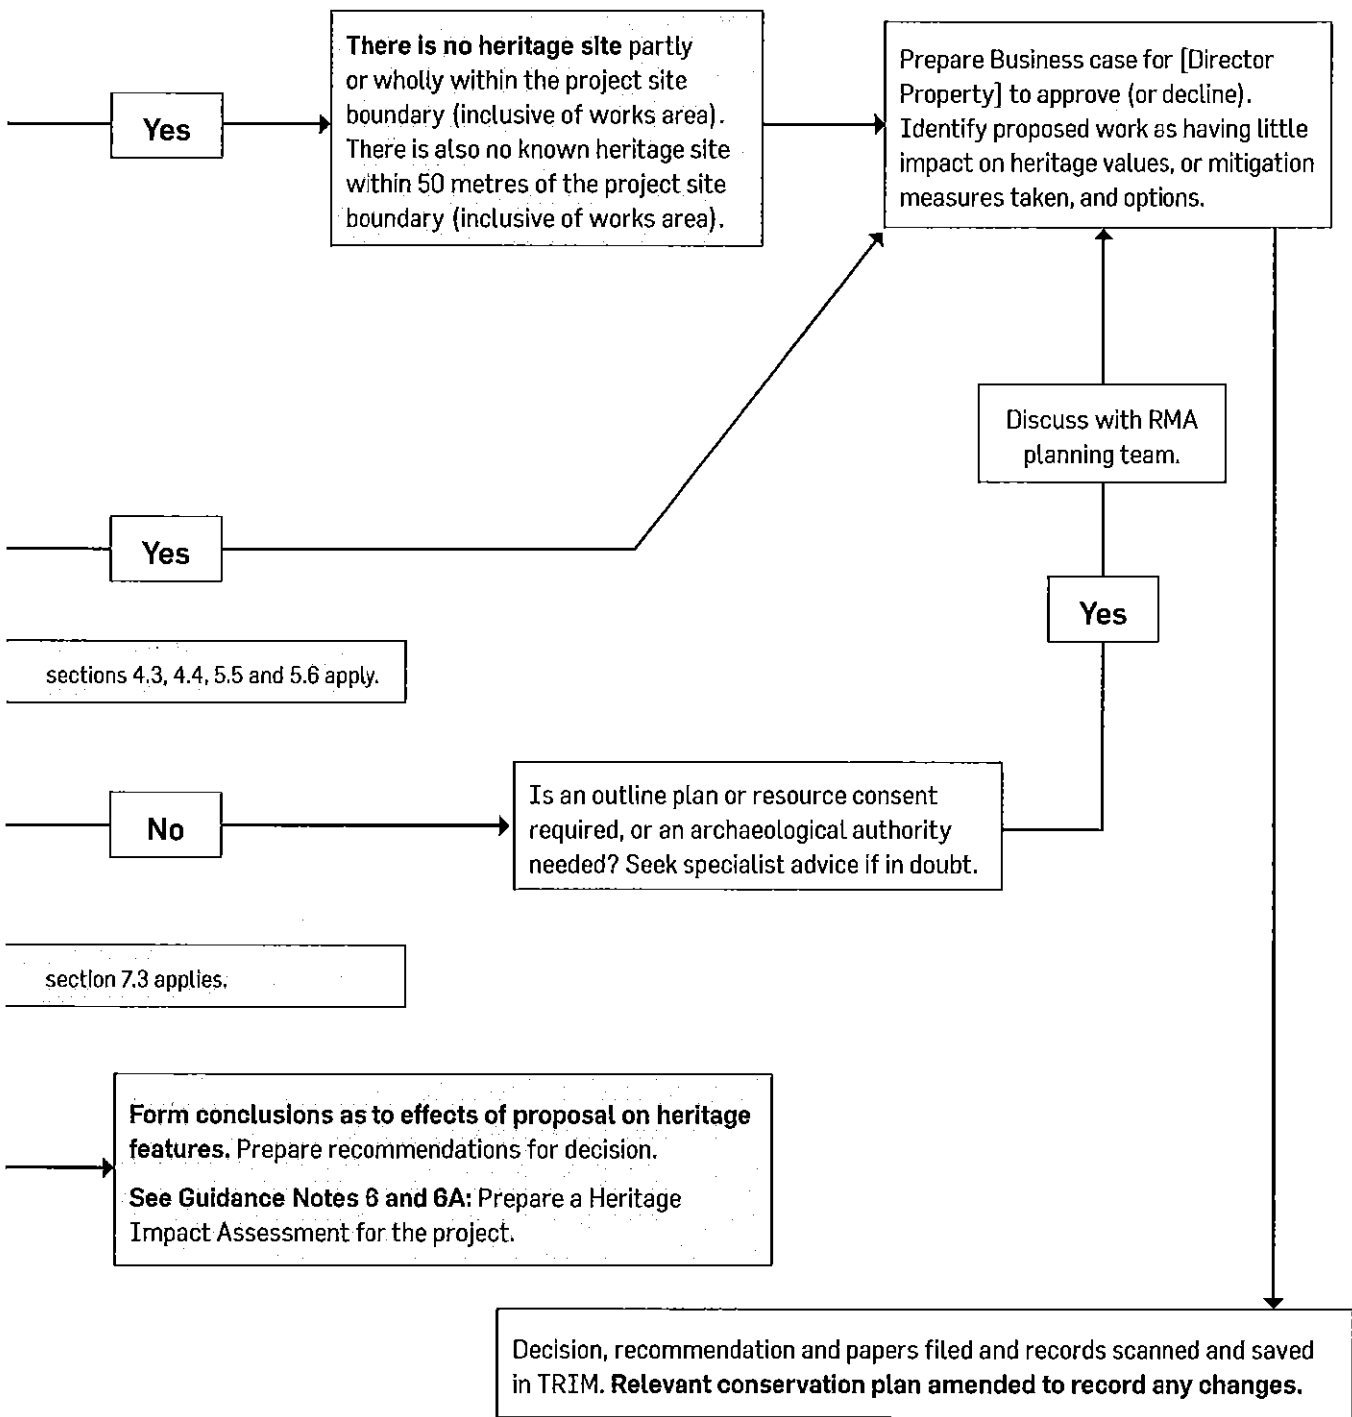 There is no heritage site partly
or wholly within the project site
boundary (inclusive of works area).
There is also no known heritage site
within 50 metres of the project site
boundary (inclusive of works area).
Prepare Business case for [Director
Property] to approve (or decline).
Identify proposed work as having little
impact on heritage values, or mitigation
measures taken, and options.
Yes
Discuss with RMA
planning team.
Yes
Yes
sections 4.3, 4.4, 5.5 and 5.6 apply.
Is an outline plan or resource consent
required, or an archaeological authority
needed? Seek specialist advice if in doubt.
No
section 7.3 applies.
Form conclusions as to effects of proposal on heritage
features. Prepare recommendations for decision.
See Guidance Notes 6 and 6A: Prepare a Heritage
Impact Assessment for the project.
Decision, recommendation and papers filed and records scanned and saved
in TRIM. Relevant conservation plan amended to record any changes.